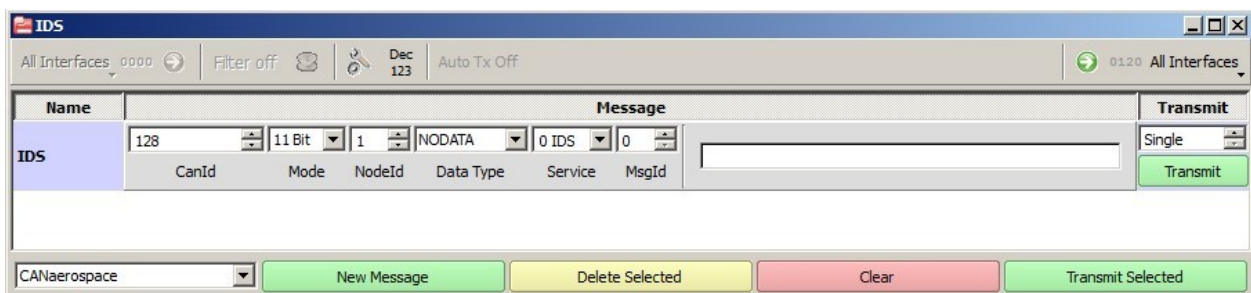 IDS
All Interfaces 0000 Filter off Dec 123 Auto Tx Off 0120 All Interfaces
Name Message Transmit
IDS 128 11 Bit 1 NODATA 0 IDS 0 Single
CanId Mode NodeId Data Type Service MsgId Transmit
CANaerospace New Message Delete Selected Clear Transmit Selected